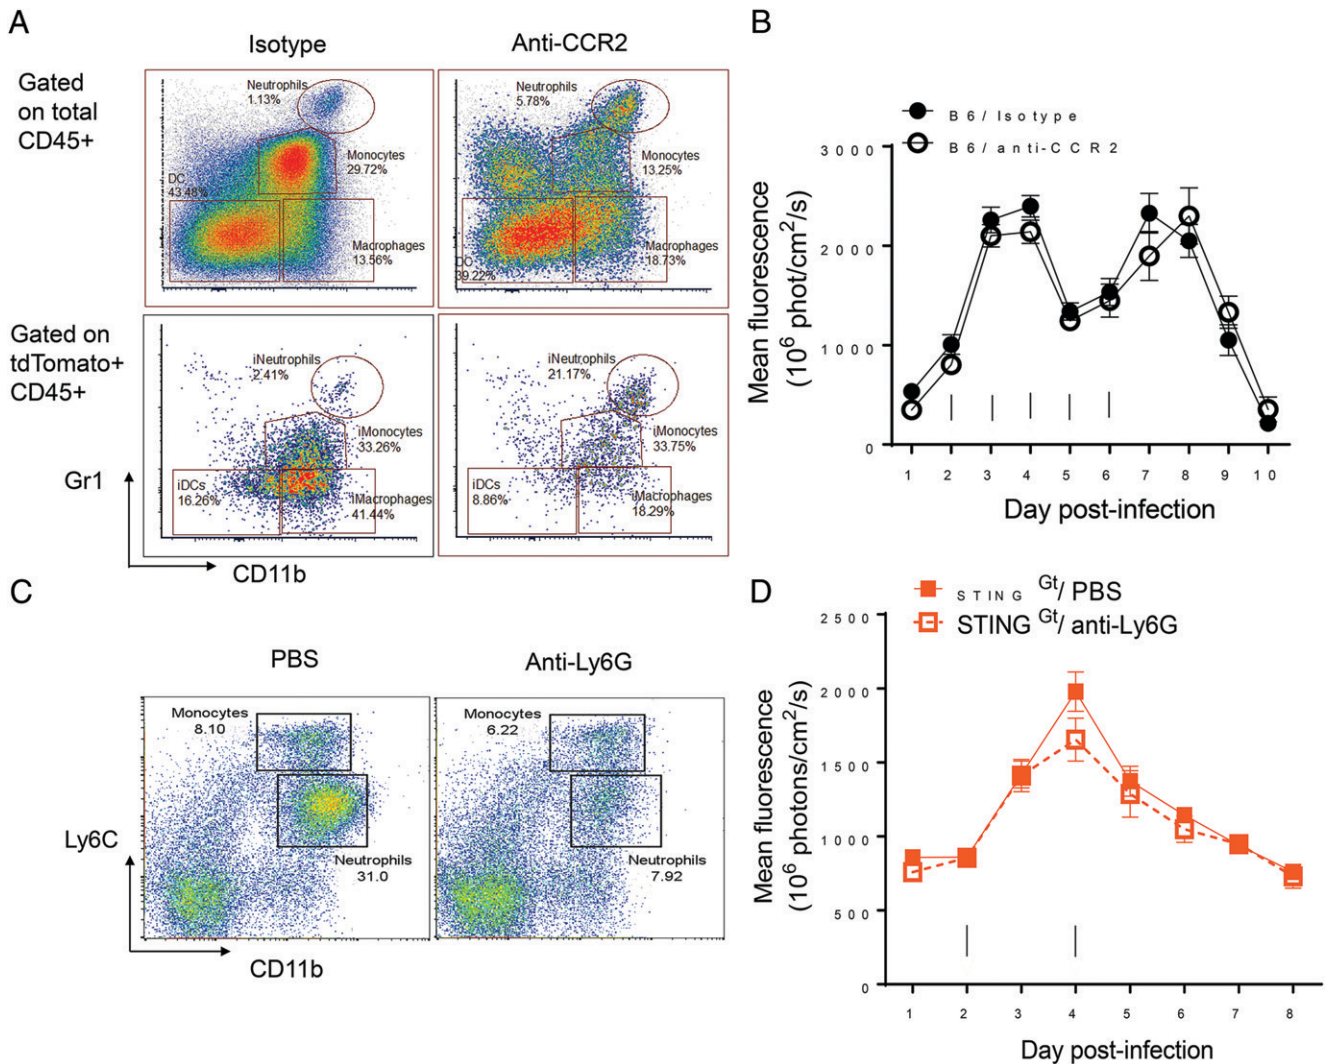 A
Isotype
Anti-CCR2
Gated
on total
CD45+
Neutrophils
1.13%
Monocytes
29.72%
DC
43.48%
Macrophages
13.56%
Neutrophils
5.78%
Monocytes
13.25%
DC
39.22%
Macrophages
18.73%
Gated on
tdTomato+
CD45+
iNeutrophils
2.41%
iMonocytes
33.26%
iDCs
16.26%
iMacrophages
41.44%
iNeutrophils
21.17%
iMonocytes
33.75%
iDCs
8.86%
iMacrophages
18.29%
Gr1
CD11b
B
B6/Isotype
B6/anti-CCR2
Mean fluorescence
(10⁶ phot/cm²/s)
3000
2000
1000
0
1 2 3 4 5 6 7 8 9 10
Day post-infection
C
PBS
Anti-Ly6G
Monocytes
8.10
Neutrophils
31.0
Monocytes
6.22
Neutrophils
7.92
Ly6C
CD11b
D
STING Gt/ PBS
STING Gt/ anti-Ly6G
Mean fluorescence
(10⁶ photons/cm²/s)
2500
2000
1500
1000
500
0
1 2 3 4 5 6 7 8
Day post-infection